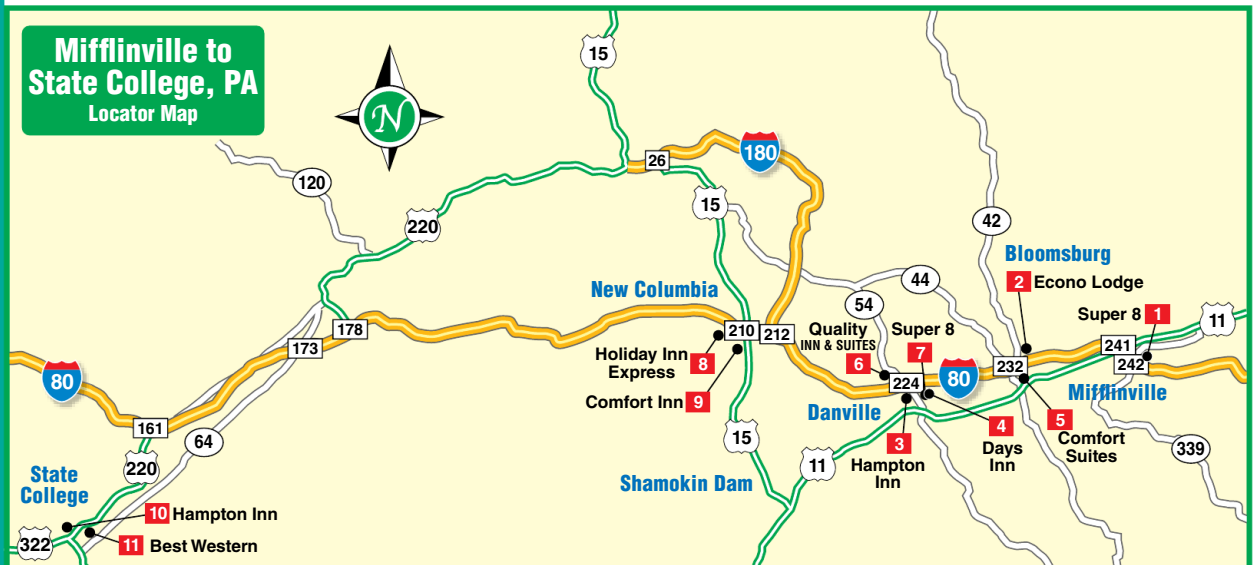 Mifflinville to
State College, PA
Locator Map
N
15
26
180
120
220
15
42
Bloomsburg
2 Econo Lodge
44
54
New Columbia
Super 8 1
11
178
210
212
Quality
INN & SUITES
6
Super 8
7
241
242
173
Holiday Inn
Express
8
232
80
224
80
Mifflinville
Comfort Inn 9
Danville
161
64
15
3
Hampton
Inn
4
Days
Inn
5
Comfort
Suites
339
220
11
State
College
Shamokin Dam
10 Hampton Inn
322
11 Best Western